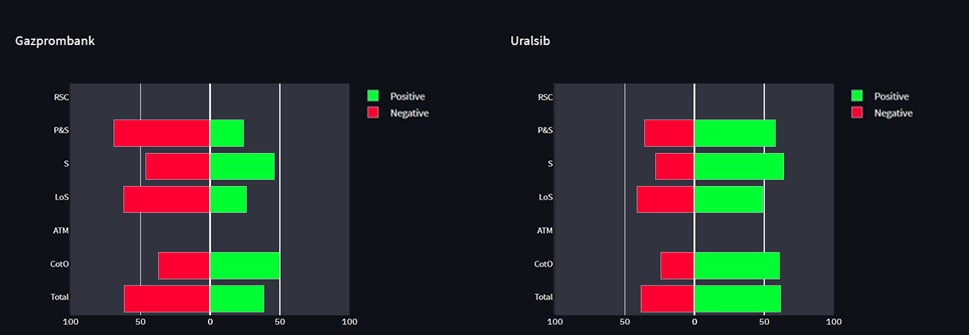 Gazprombank
RSC
P&S
S
LoS
ATM
CotO
Total
100 50 0 50 100
Positive
Negative
Uralsib
RSC
P&S
S
LoS
ATM
CotO
Total
100 50 0 50 100
Positive
Negative